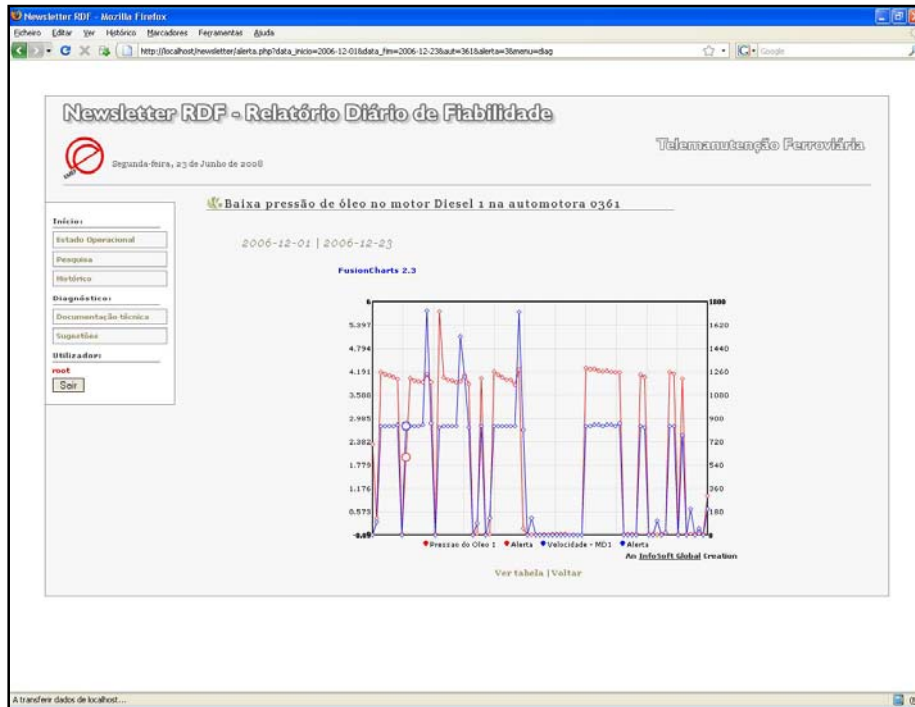 Newsletter RDF - Mozilla Firefox
Ficheiro Editar Ver Histórico Marcadores Ferramentas Ajuda
http://localhost/newsletter/alerta.php?data_inicio=2006-12-01&data_fim=2006-12-23&aut=361&alerta=3&menu=diag
Google
Newsletter RDF - Relatório Diário de Fiabilidade
Telemanutenção Ferroviária
Segunda-feira, 23 de Junho de 2008
Baixa pressão de óleo no motor Diesel 1 na automotora 0361
Início:
Estado Operacional
Pesquisa
Histórico
Diagnóstico:
Documentação técnica
Sugestões
Utilizador:
root
Sair
2006-12-01 | 2006-12-23
FusionCharts 2.3
6 1800
5.397 1620
4.794 1440
4.191 1260
3.588 1080
2.985 900
2.382 720
1.779 540
1.176 360
0.573 180
Pressao do Oleo 1 Alerta Velocidade - MD1 Alerta
An InfoSoft Global Creation
Ver tabela | Voltar
A transferir dados de localhost...